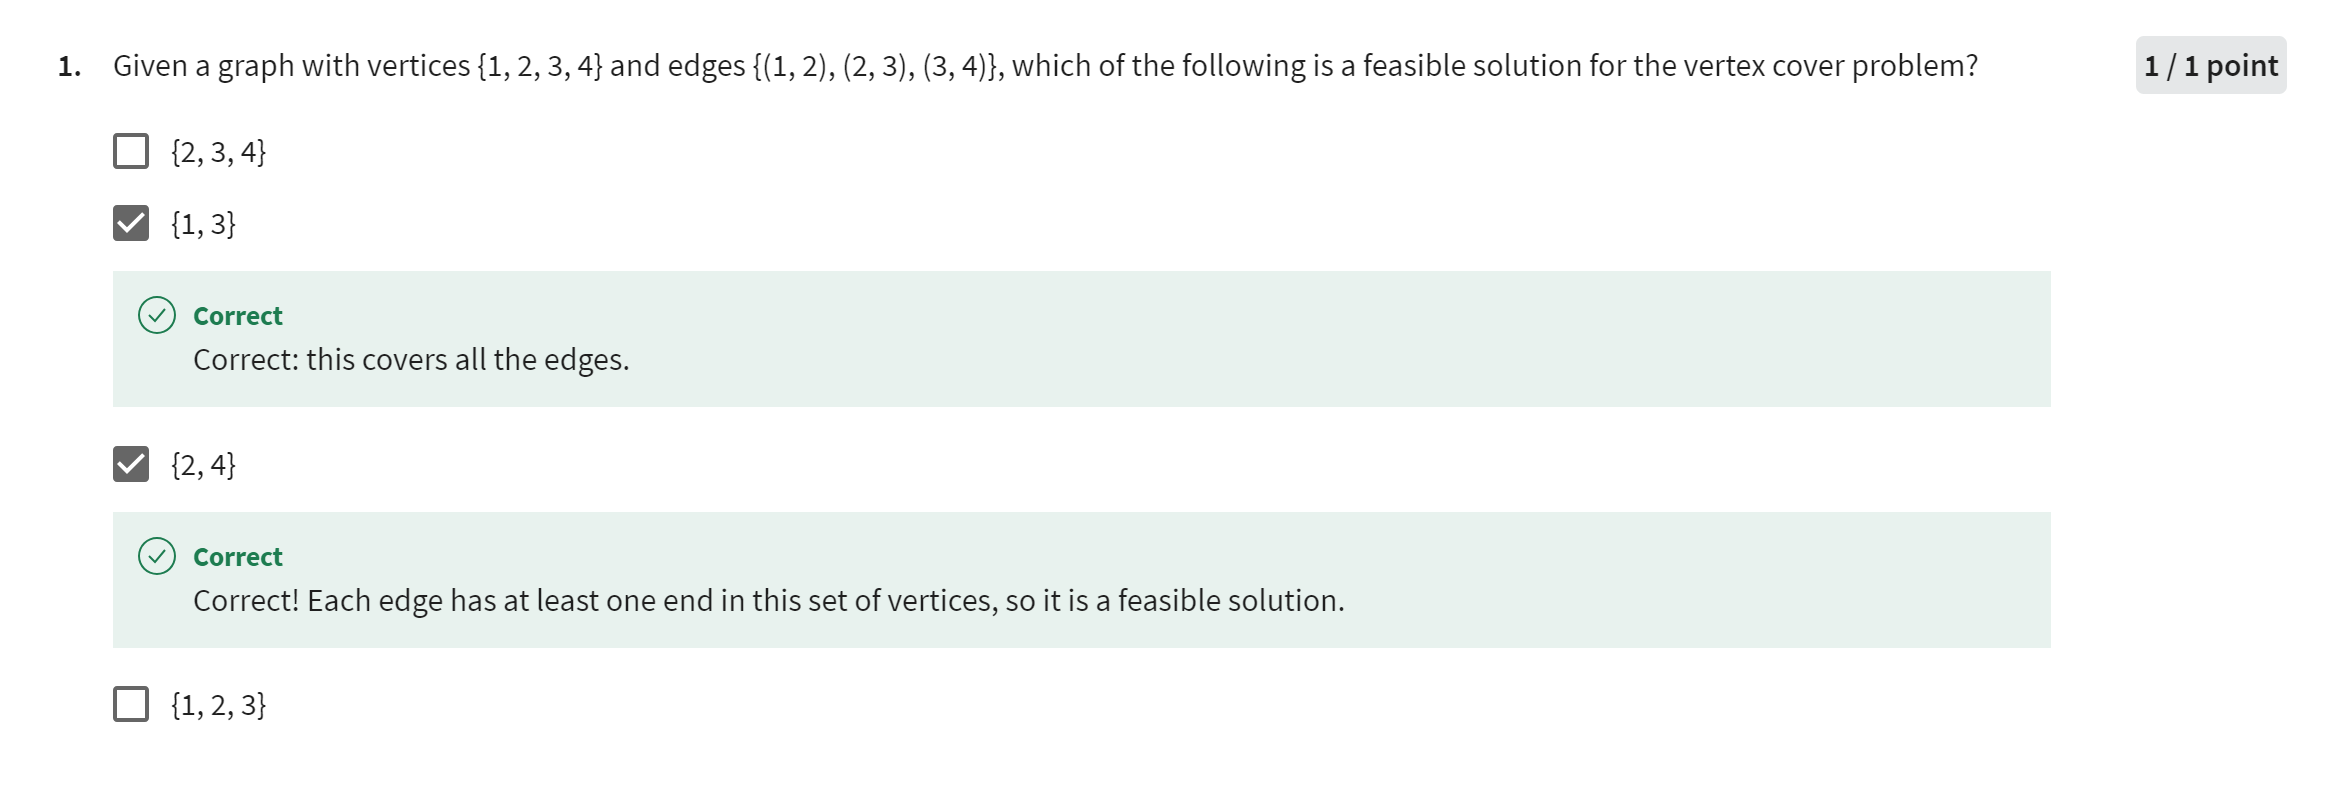 1. Given a graph with vertices {1, 2, 3, 4} and edges {(1, 2), (2, 3), (3, 4)}, which of the following is a feasible solution for the vertex cover problem?
1 / 1 point
{2, 3, 4}
{1, 3}
Correct
Correct: this covers all the edges.
{2, 4}
Correct
Correct! Each edge has at least one end in this set of vertices, so it is a feasible solution.
{1, 2, 3}